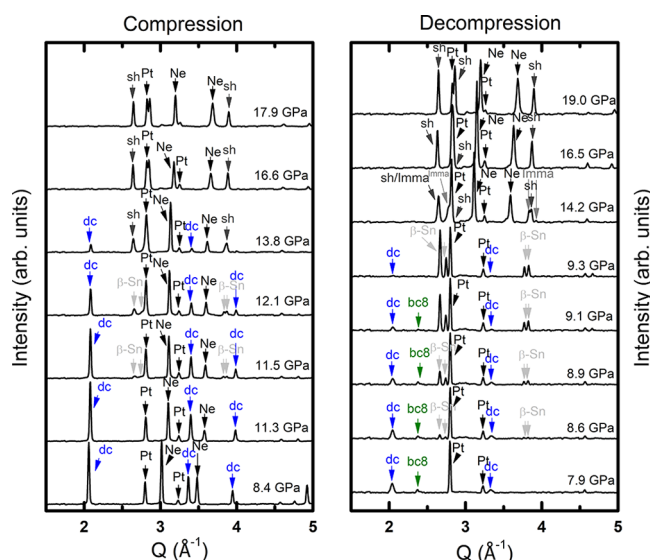 Compression
Decompression
Intensity (arb. units)
sh
Pt
Ne
Ne
sh
17.9 GPa
sh
Pt
Ne
Pt
Ne
sh
16.6 GPa
dc
sh
Pt
Ne
Pt
dc
Ne
sh
13.8 GPa
dc
β-Sn
Pt
Ne
Pt
dc
Ne
β-Sn
dc
12.1 GPa
dc
β-Sn
Pt
Ne
Pt
dc
Ne
β-Sn
dc
11.5 GPa
dc
Pt
Ne
Pt
dc
Ne
dc
11.3 GPa
dc
Pt
Ne
Pt
dc
Ne
dc
8.4 GPa
2
3
4
5
Q (Å⁻¹)
sh
Pt
sh
Ne
Pt
Ne
sh
19.0 GPa
sh
Pt
sh
Ne
Pt
Ne
sh
16.5 GPa
sh/Imma
Imma
Pt
sh
Ne
Pt
Ne
Imma
sh
14.2 GPa
dc
β-Sn
Pt
Pt
dc
β-Sn
9.3 GPa
dc
bc8
Pt
Pt
dc
β-Sn
9.1 GPa
dc
bc8
β-Sn
Pt
Pt
dc
β-Sn
8.9 GPa
dc
bc8
β-Sn
Pt
Pt
dc
β-Sn
8.6 GPa
dc
bc8
Pt
Pt
dc
7.9 GPa
2
3
4
5
Q (Å⁻¹)
Intensity (arb. units)